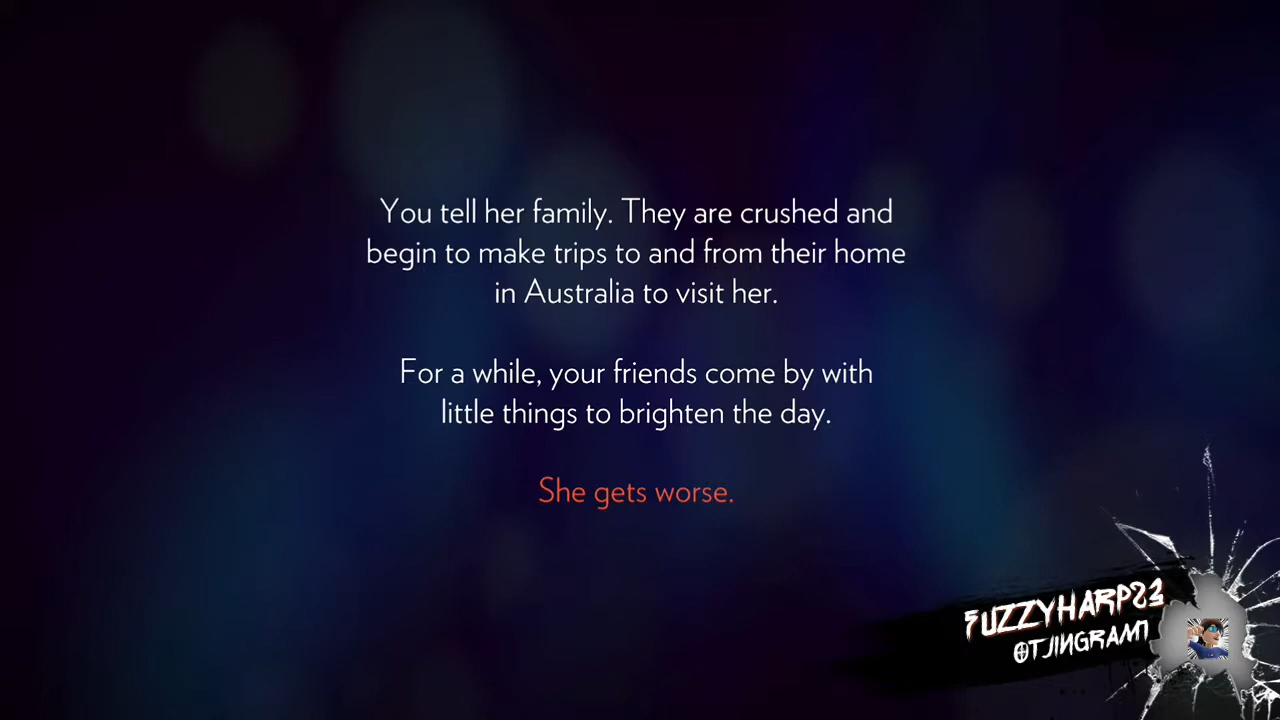 You tell her family. They are crushed and
begin to make trips to and from their home
in Australia to visit her.
For a while, your friends come by with
little things to brighten the day.
She gets worse.
FUZZYHARP23
@TJINGRAM1